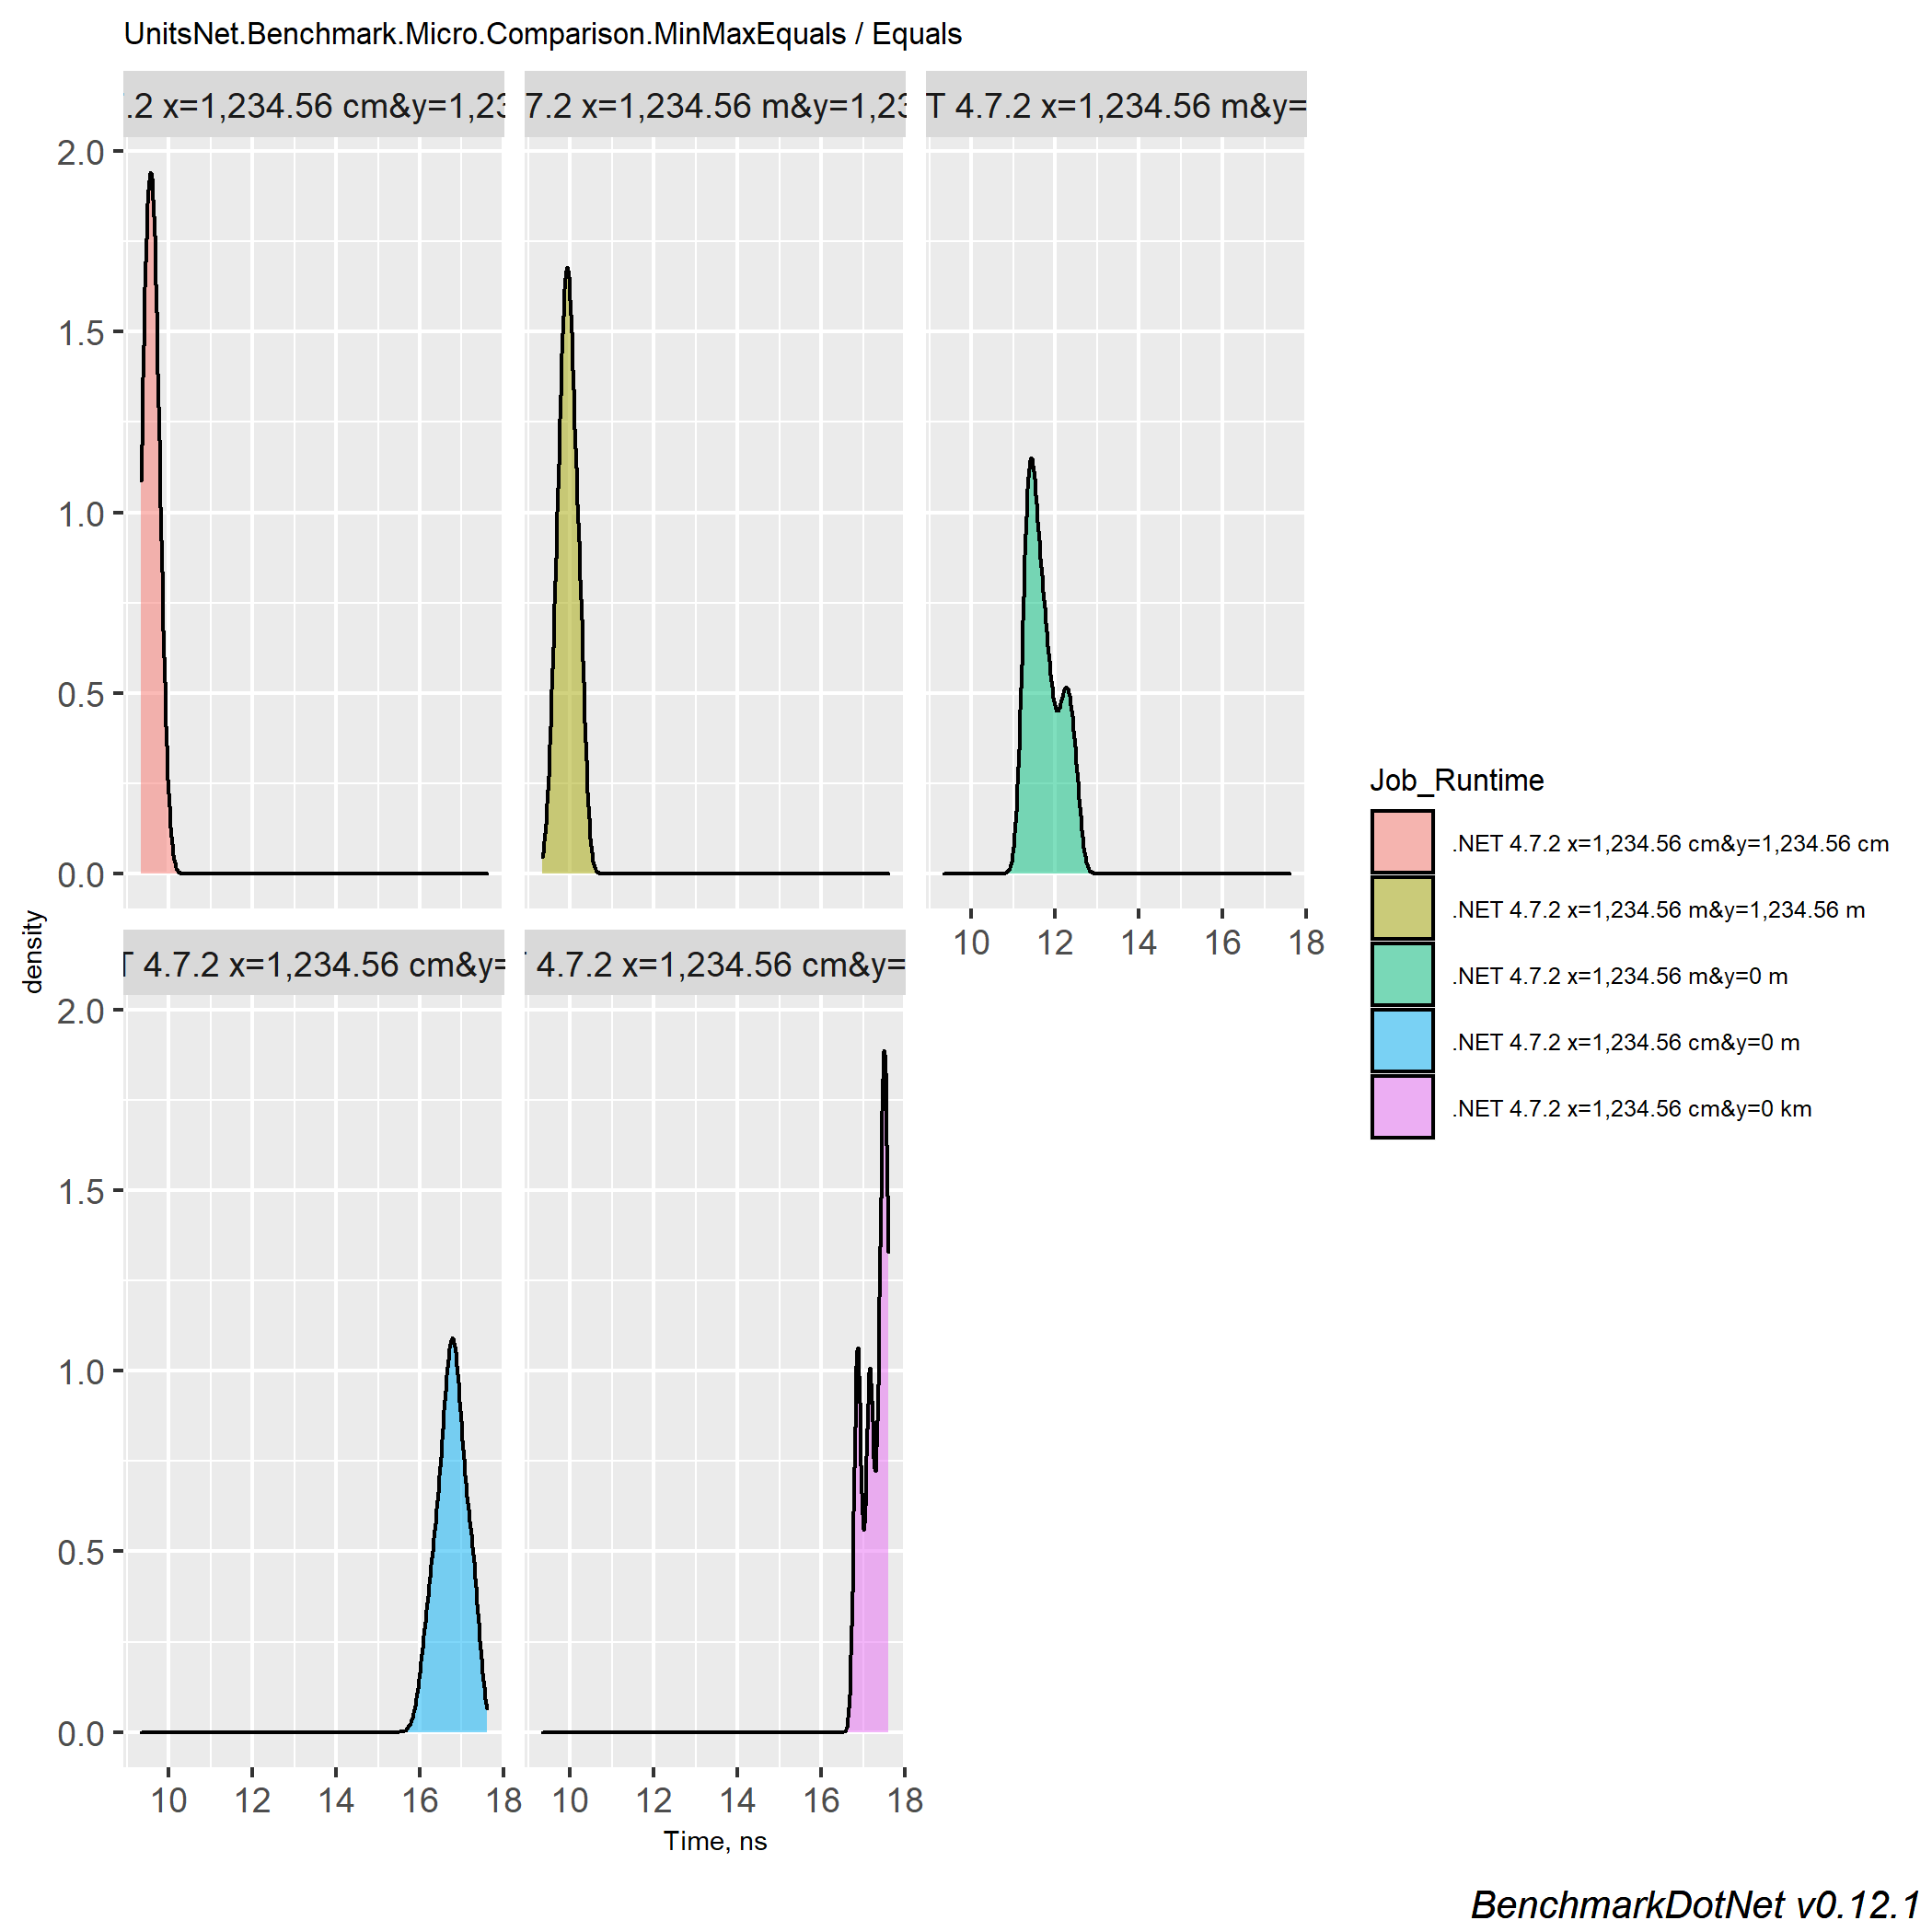 UnitsNet.Benchmark.Micro.Comparison.MinMaxEquals / Equals
.2 x=1,234.56 cm&y=1,23
7.2 x=1,234.56 m&y=1,23
T 4.7.2 x=1,234.56 m&y=
2.0
1.5
1.0
0.5
0.0
10 12 14 16 18
density
T 4.7.2 x=1,234.56 cm&y=
4.7.2 x=1,234.56 cm&y=
2.0
1.5
1.0
0.5
0.0
10 12 14 16 18
10 12 14 16 18
Time, ns
Job_Runtime
.NET 4.7.2 x=1,234.56 cm&y=1,234.56 cm
.NET 4.7.2 x=1,234.56 m&y=1,234.56 m
.NET 4.7.2 x=1,234.56 m&y=0 m
.NET 4.7.2 x=1,234.56 cm&y=0 m
.NET 4.7.2 x=1,234.56 cm&y=0 km
BenchmarkDotNet v0.12.1